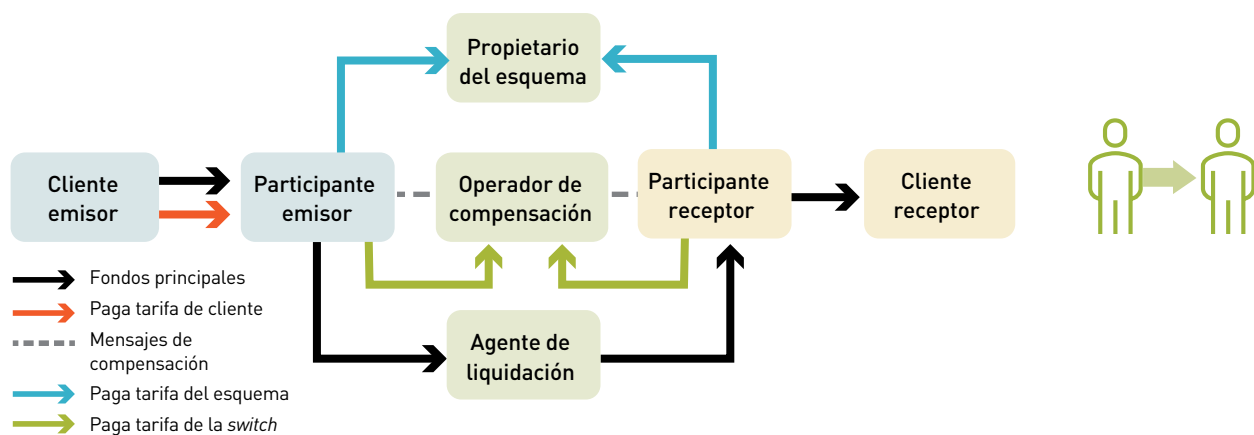 Propietario
del esquema
Cliente
emisor
Participante
emisor
Operador de
compensación
Participante
receptor
Cliente
receptor
Agente de
liquidación
Fondos principales
Paga tarifa de cliente
Mensajes de
compensación
Paga tarifa del esquema
Paga tarifa de la switch